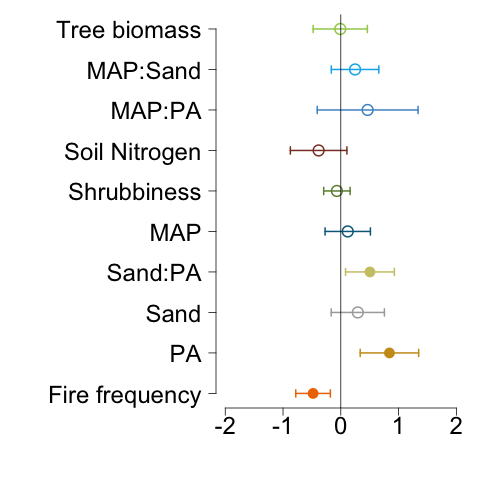 Tree biomass
MAP:Sand
MAP:PA
Soil Nitrogen
Shrubbiness
MAP
Sand:PA
Sand
PA
Fire frequency
-2 -1 0 1 2